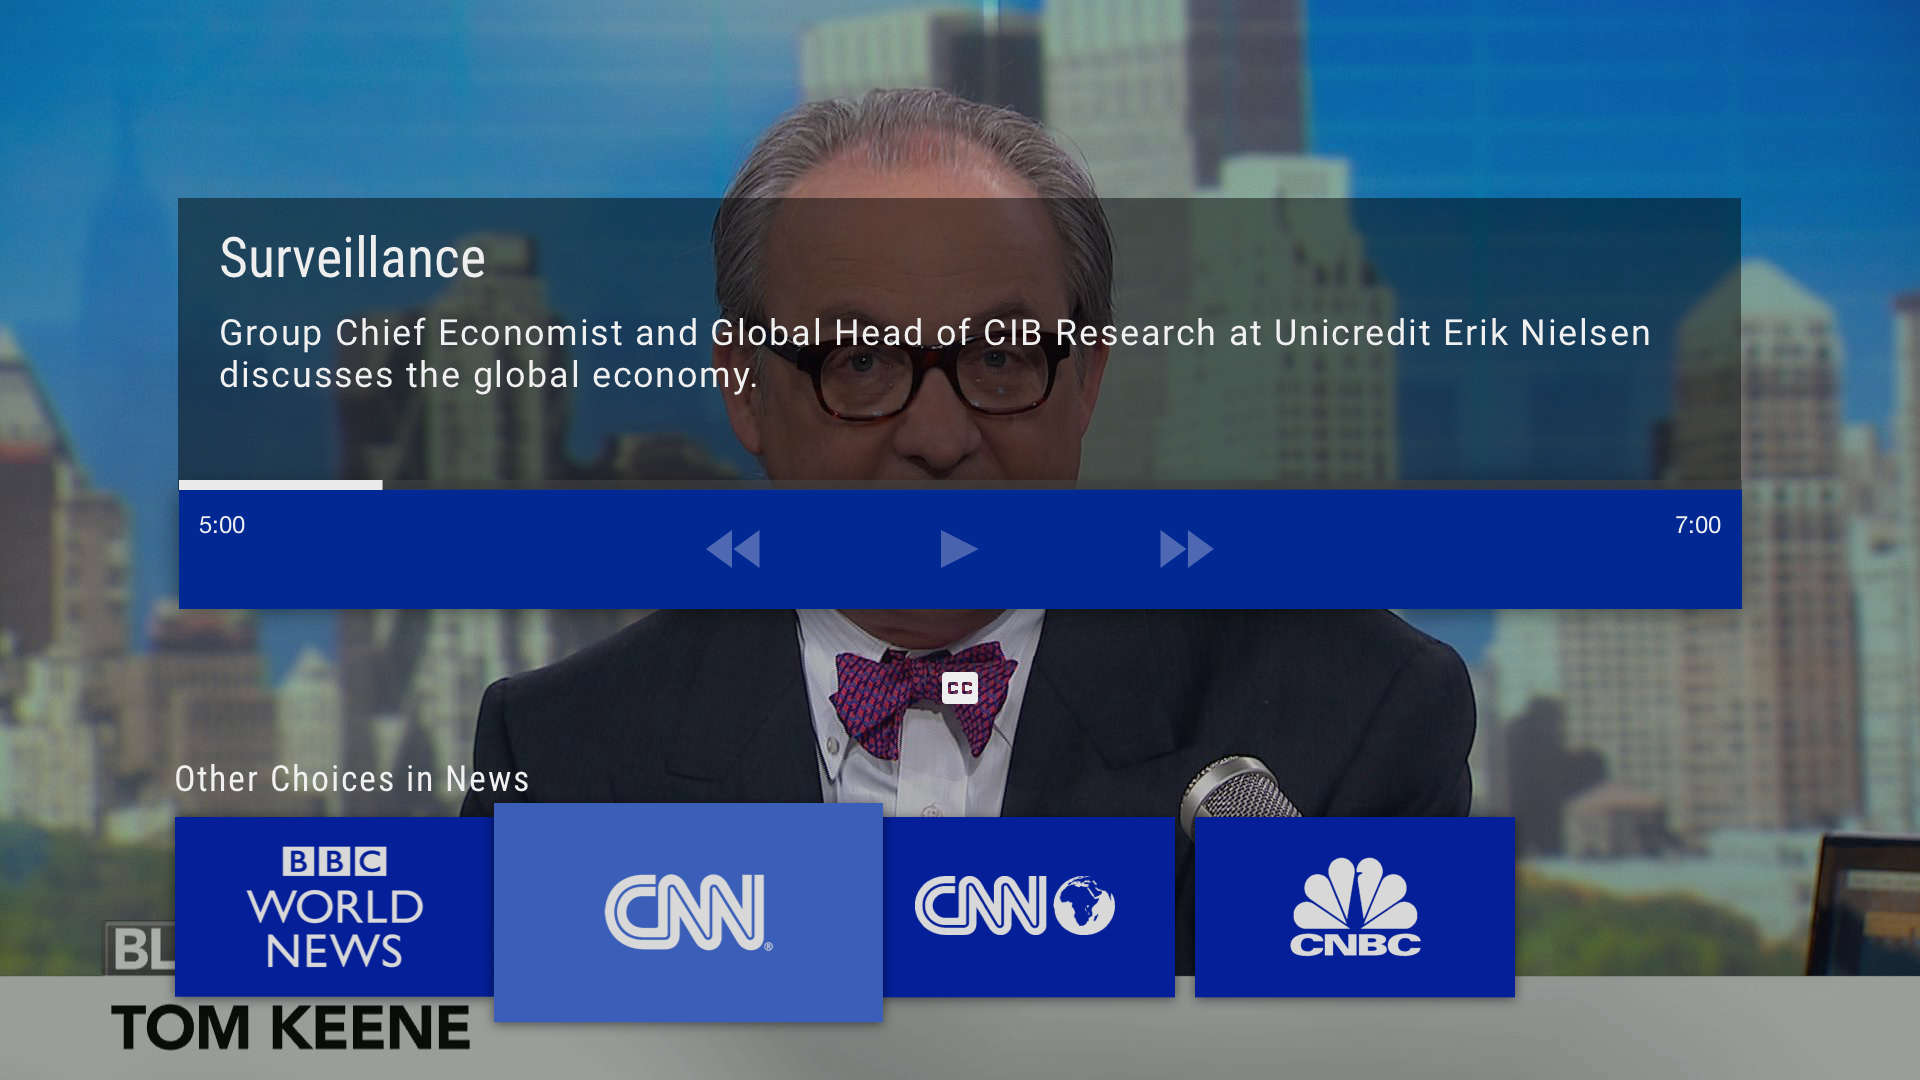 Surveillance
Group Chief Economist and Global Head of CIB Research at Unicredit Erik Nielsen
discusses the global economy.
5:00
7:00
CC
Other Choices in News
BBC
WORLD
NEWS
CNN®
CNN
CNBC
BL
TOM KEENE